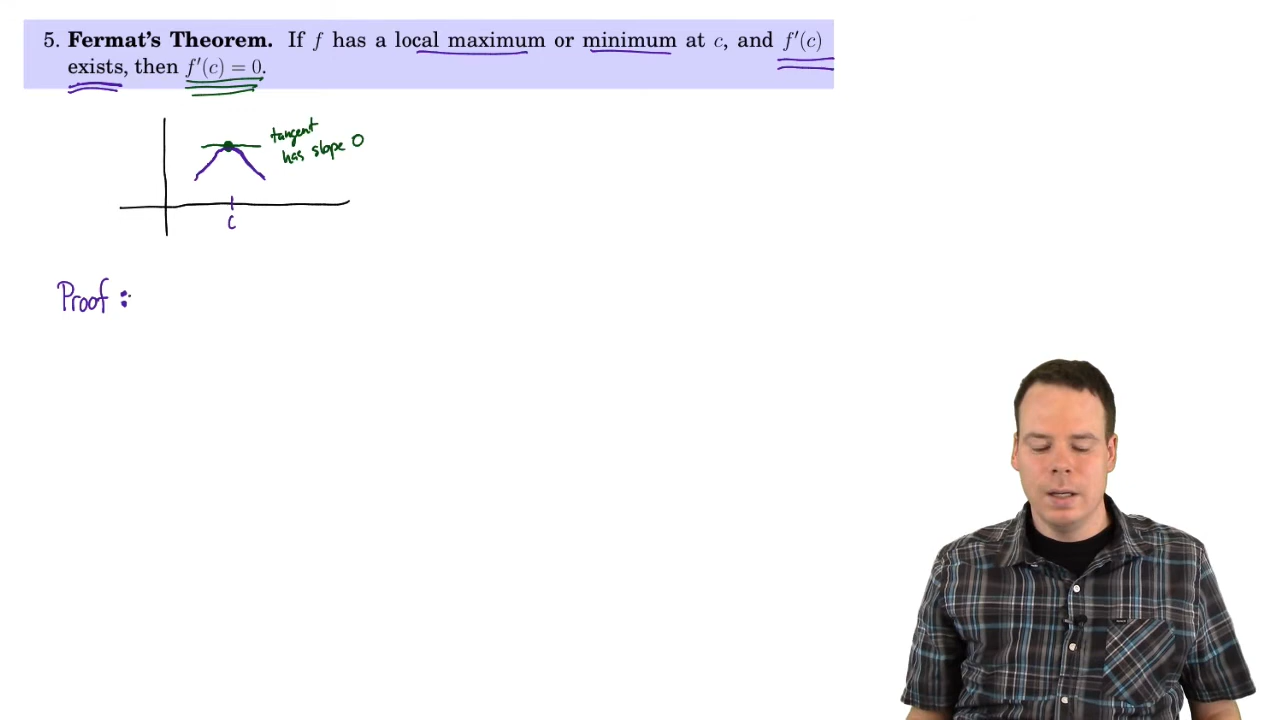 5. Fermat's Theorem. If f has a local maximum or minimum at c, and f′(c)
exists, then f′(c) = 0.
tangent
has slope 0
c
Proof: